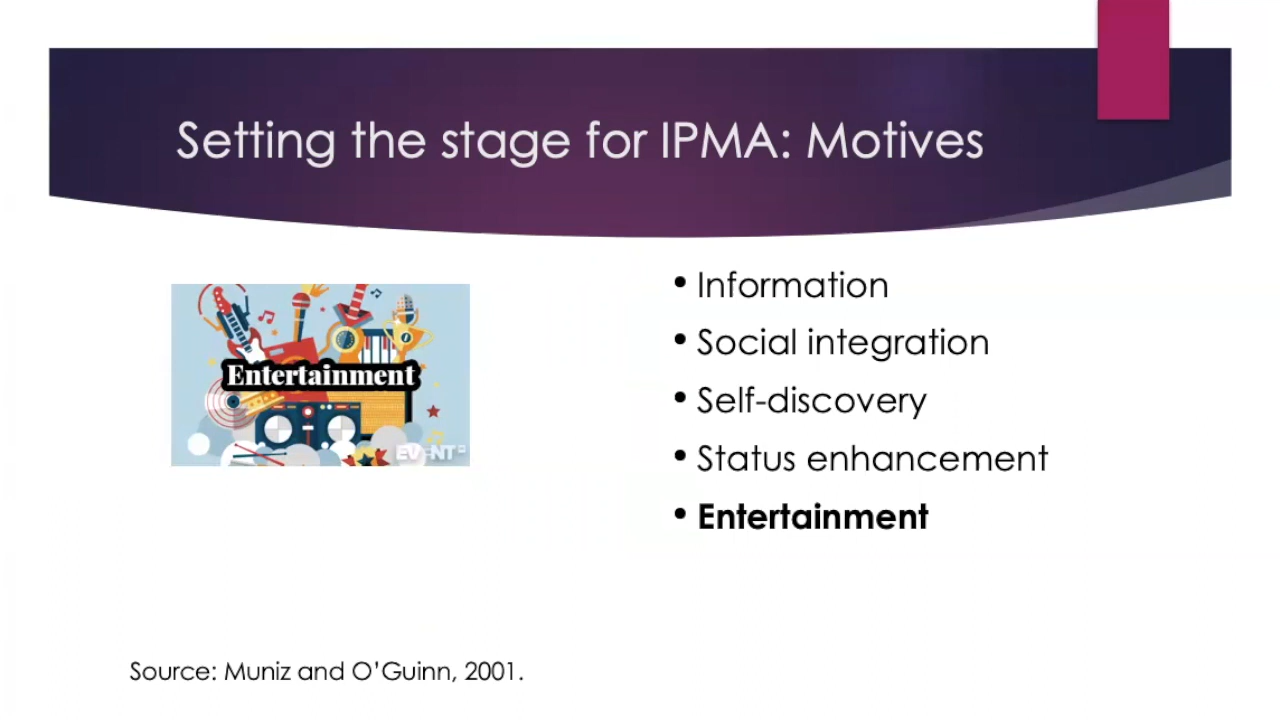 Setting the stage for IPMA: Motives
Entertainment
EVENT
• Information
• Social integration
• Self-discovery
• Status enhancement
• Entertainment
Source: Muniz and O’Guinn, 2001.